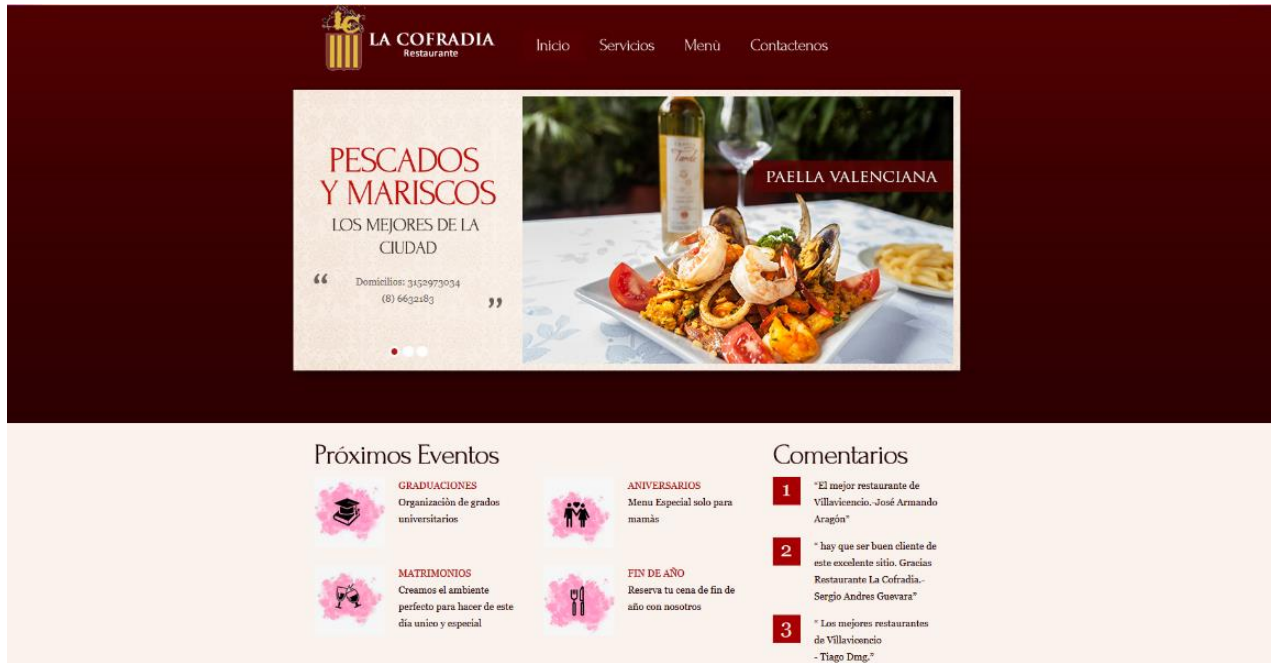 LC
LA COFRADIA
Restaurante
Inicio
Servicios
Menù
Contactenos
PESCADOS
Y MARISCOS
LOS MEJORES DE LA
CIUDAD
“ Domicilios: 3152973034
(8) 6632183 ”
PAELLA VALENCIANA
Próximos Eventos
GRADUACIONES
Organizaciòn de grados
universitarios
ANIVERSARIOS
Menu Especial solo para
mamàs
MATRIMONIOS
Creamos el ambiente
perfecto para hacer de este
día unico y especial
FIN DE AÑO
Reserva tu cena de fin de
año con nosotros
Comentarios
1
“El mejor restaurante de
Villavicencio.-José Armando
Aragón”
2
“ hay que ser buen cliente de
este excelente sitio. Gracias
Restaurante La Cofradia.-
Sergio Andres Guevara”
3
“ Los mejores restaurantes
de Villavicencio
- Tiago Dmg.”